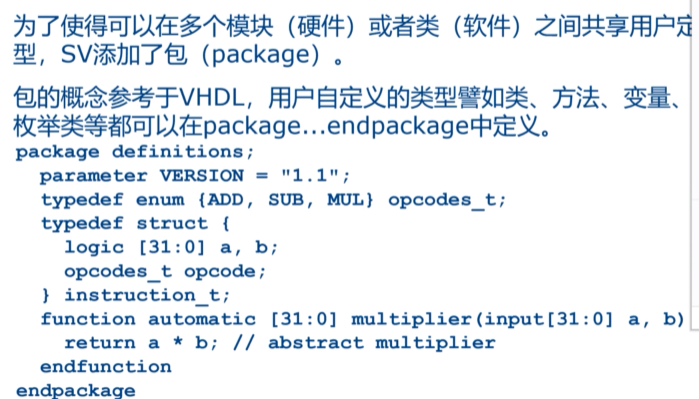 为了使得可以在多个模块（硬件）或者类（软件）之间共享用户定
型，SV添加了包（package）。
包的概念参考于VHDL，用户自定义的类型譬如类、方法、变量、
枚举类等都可以在package…endpackage中定义。
package definitions;
  parameter VERSION = "1.1";
  typedef enum {ADD, SUB, MUL} opcodes_t;
  typedef struct {
    logic [31:0] a, b;
    opcodes_t opcode;
  } instruction_t;
  function automatic [31:0] multiplier(input[31:0] a, b)
    return a * b; // abstract multiplier
  endfunction
endpackage